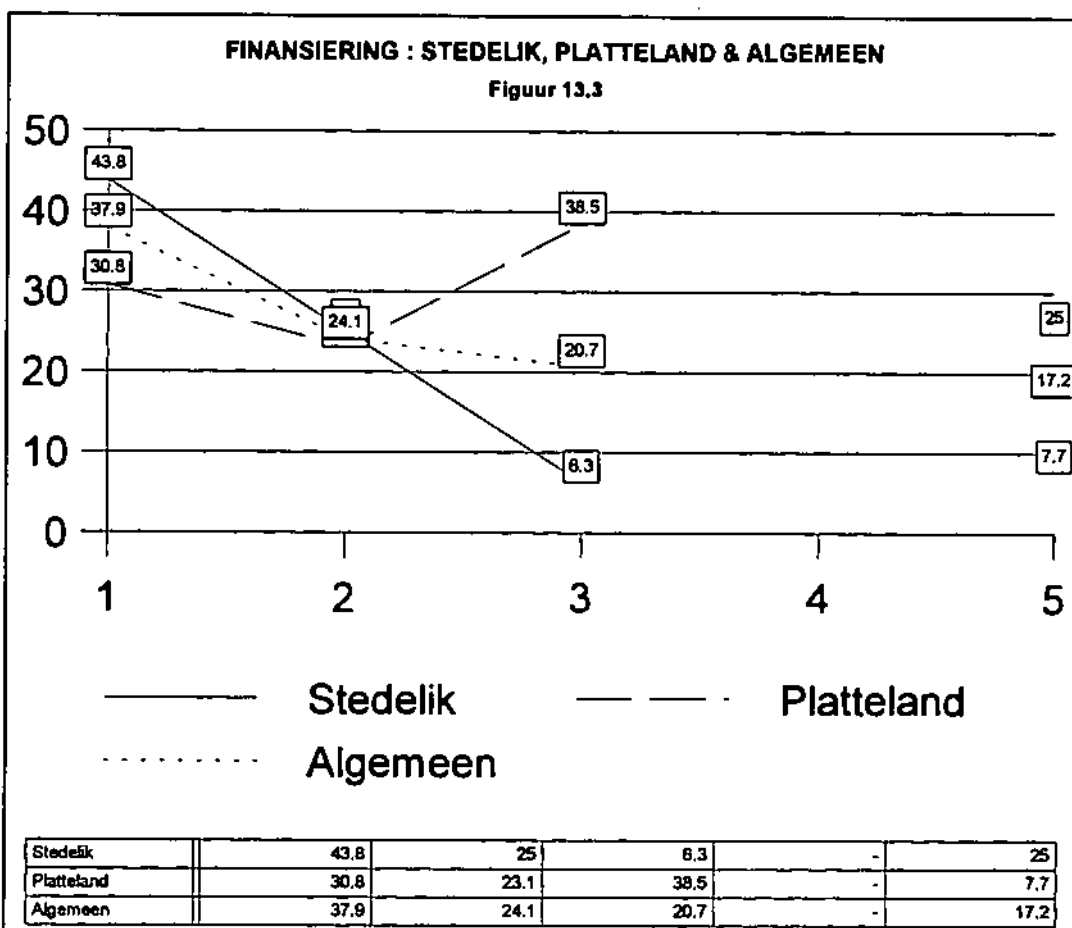 FINANSIERING : STEDELIK, PLATTELAND & ALGEMEEN
Figuur 13.3
50
43.8
40
37.9
38.5
30
30.8
24.1
25
20
20.7
17.2
10
6.3
7.7
0
1 2 3 4 5
Stedelik Platteland
Algemeen
Stedelik 43,8 25 6,3 - 25
Platteland 30,8 23.1 38,5 - 7,7
Algemeen 37,9 24.1 20,7 - 17,2